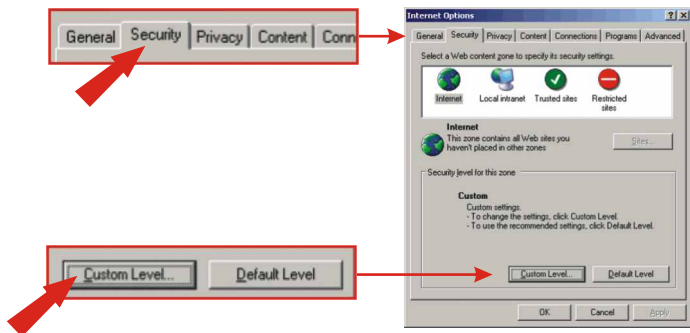 General Security Privacy Content Conn
Internet Options
General Security Privacy Content Connections Programs Advanced
Select a Web content zone to specify its security settings.
Internet Local intranet Trusted sites Restricted
sites
Internet
This zone contains all Web sites you
haven't placed in other zones
Sites...
Security level for this zone
Custom
Custom settings.
- To change the settings, click Custom Level.
- To use the recommended settings, click Default Level.
Custom Level... Default Level
Custom Level... Default Level
OK Cancel Apply